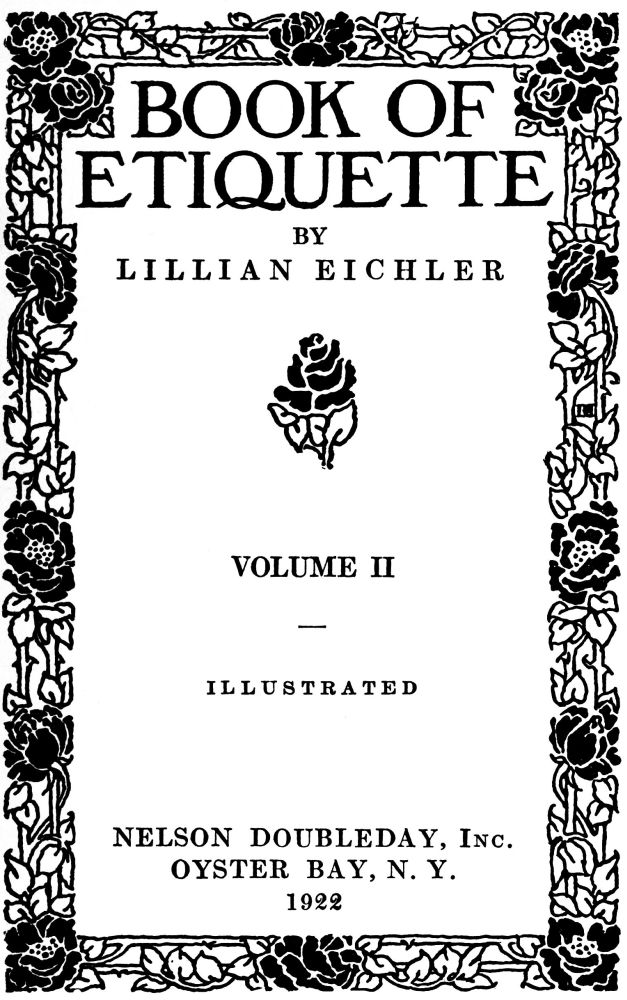 BOOK OF
ETIQUETTE
BY
LILLIAN EICHLER
VOLUME II
—
ILLUSTRATED
NELSON DOUBLEDAY, INC.
OYSTER BAY, N. Y.
1922